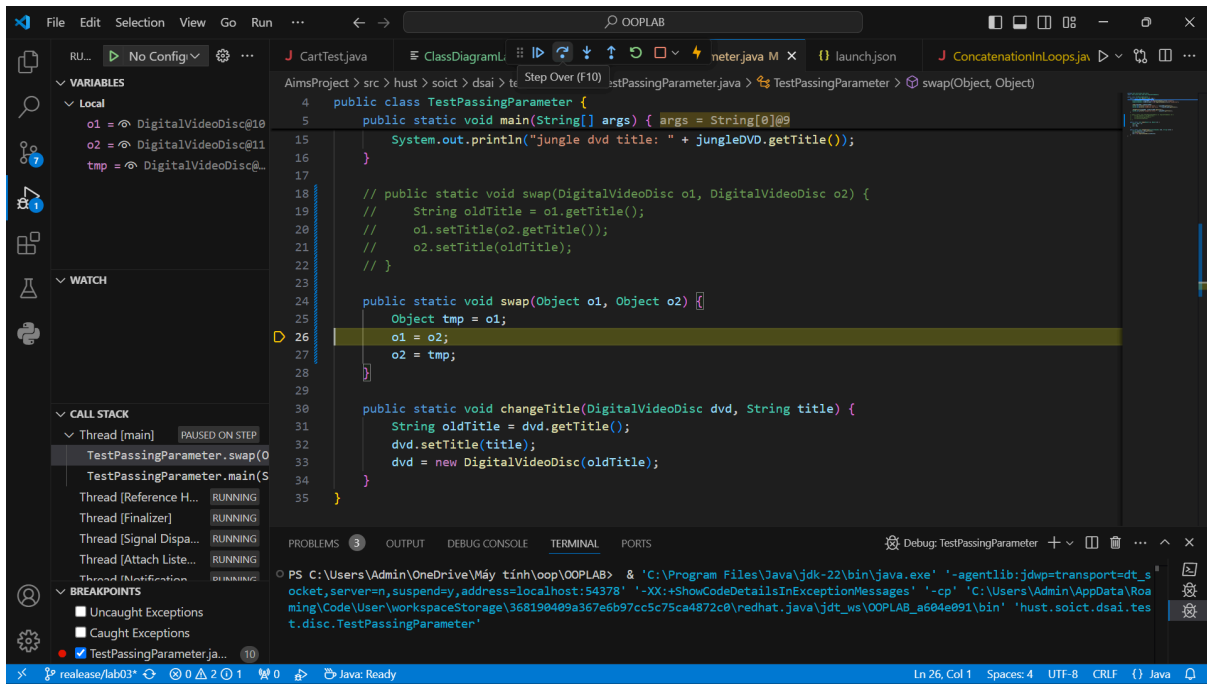 File Edit Selection View Go Run ··· OOPLAB
RU... No Config ···
CartTest.java ClassDiagramL. meter.java M launch.json ConcatenationInLoops.jav ···
Step Over (F10)
AimsProject > src > hust > soict > dsai > te estPassingParameter.java > TestPassingParameter > swap(Object, Object)
VARIABLES
Local
o1 = DigitalVideoDisc@10
o2 = DigitalVideoDisc@11
tmp = DigitalVideoDisc@…
WATCH
CALL STACK
Thread [main] PAUSED ON STEP
TestPassingParameter.swap(O
TestPassingParameter.main(S
Thread [Reference H... RUNNING
Thread [Finalizer] RUNNING
Thread [Signal Dispa... RUNNING
Thread [Attach Liste... RUNNING
Thread [Notification RUNNING
BREAKPOINTS
Uncaught Exceptions
Caught Exceptions
TestPassingParameter.ja... 10
7
1
4 public class TestPassingParameter {
5 public static void main(String[] args) { args = String[0]@9
15 System.out.println("jungle dvd title: " + jungleDVD.getTitle());
16 }
17
18 // public static void swap(DigitalVideoDisc o1, DigitalVideoDisc o2) {
19 // String oldTitle = o1.getTitle();
20 // o1.setTitle(o2.getTitle());
21 // o2.setTitle(oldTitle);
22 // }
23
24 public static void swap(Object o1, Object o2) {
25 Object tmp = o1;
26 o1 = o2;
27 o2 = tmp;
28 }
29
30 public static void changeTitle(DigitalVideoDisc dvd, String title) {
31 String oldTitle = dvd.getTitle();
32 dvd.setTitle(title);
33 dvd = new DigitalVideoDisc(oldTitle);
34 }
35 }
PROBLEMS 3 OUTPUT DEBUG CONSOLE TERMINAL PORTS Debug: TestPassingParameter ···
PS C:\Users\Admin\OneDrive\Máy tính\oop\OOPLAB> & 'C:\Program Files\Java\jdk-22\bin\java.exe' '-agentlib:jdwp=transport=dt_s
ocket,server=n,suspend=y,address=localhost:54378' '-XX:+ShowCodeDetailsInExceptionMessages' '-cp' 'C:\Users\Admin\AppData\Roa
ming\Code\User\workspaceStorage\368190409a367e6b97cc5c75ca4872c0\redhat.java\jdt_ws\OOPLAB_a604e091\bin' 'hust.soict.dsai.tes
t.disc.TestPassingParameter'
realease/lab03* 0 2 1 0 Java: Ready Ln 26, Col 1 Spaces: 4 UTF-8 CRLF {} Java